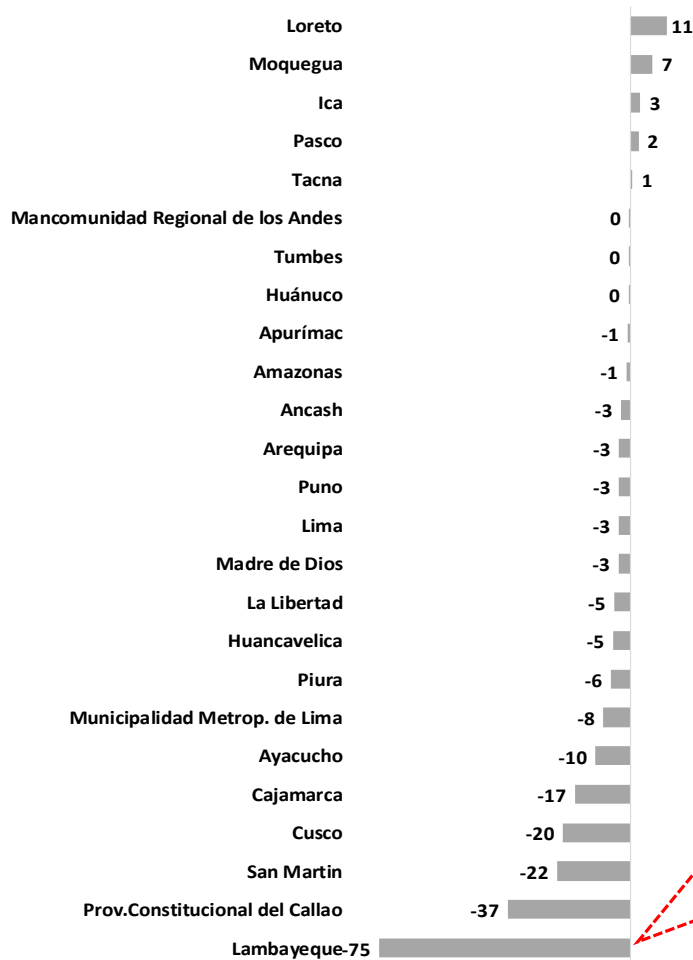 Loreto 11
Moquegua 7
Ica 3
Pasco 2
Tacna 1
Mancomunidad Regional de los Andes 0
Tumbes 0
Huánuco 0
Apurímac -1
Amazonas -1
Ancash -3
Arequipa -3
Puno -3
Lima -3
Madre de Dios -3
La Libertad -5
Huancavelica -5
Piura -6
Municipalidad Metrop. de Lima -8
Ayacucho -10
Cajamarca -17
Cusco -20
San Martin -22
Prov.Constitucional del Callao -37
Lambayeque -75